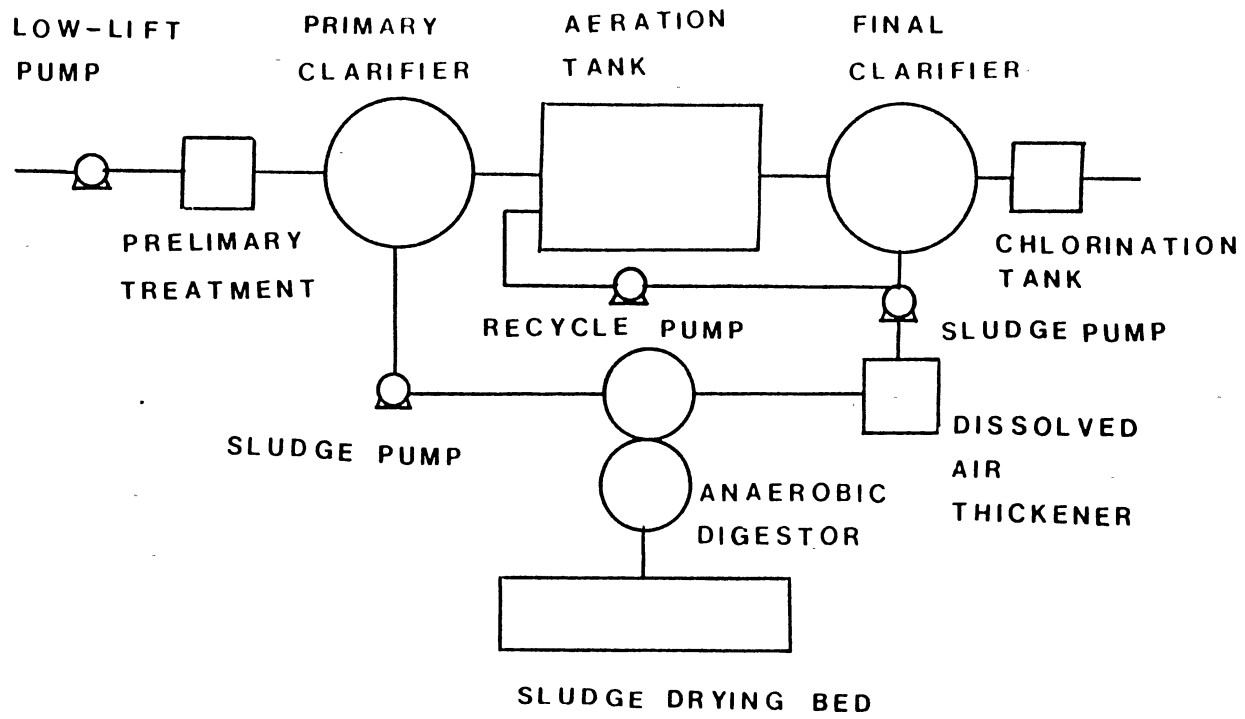 LOW-LIFT
PUMP
PRIMARY
CLARIFIER
AERATION
TANK
FINAL
CLARIFIER
PRELIMARY
TREATMENT
CHLORINATION
TANK
RECYCLE PUMP
SLUDGE PUMP
SLUDGE PUMP
DISSOLVED
AIR
THICKENER
ANAEROBIC
DIGESTOR
SLUDGE DRYING BED